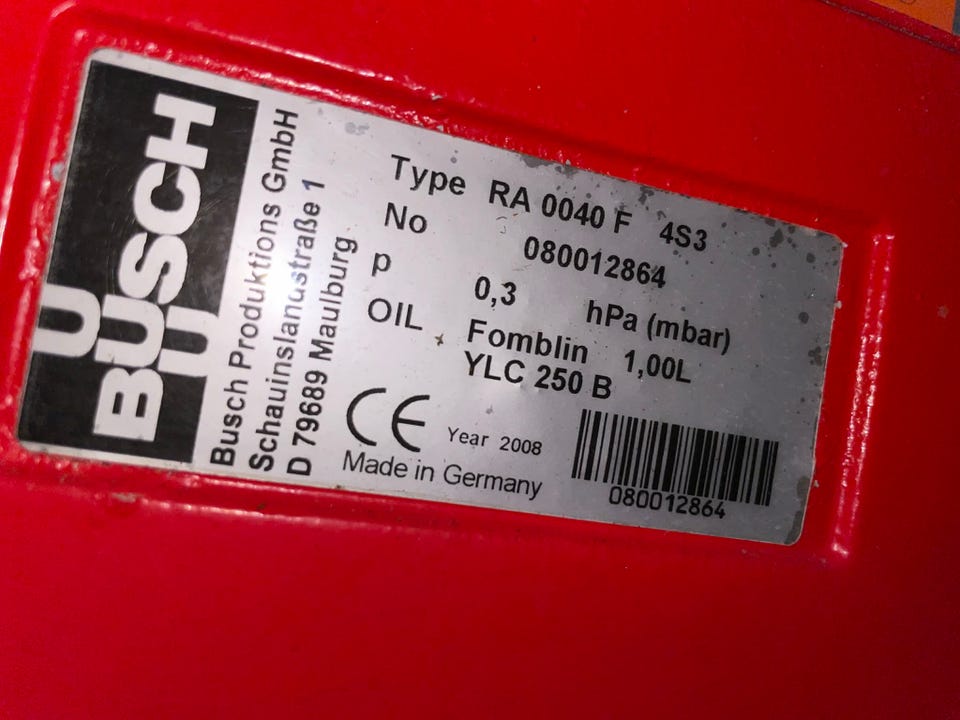 BUSCH
Busch Produktions GmbH
Schauinslandstraße 1
D 79689 Maulburg
Type RA 0040 F 4S3
No 080012864
p 0,3 hPa (mbar)
OIL Fomblin 1,00L
YLC 250 B
CE Year 2008
Made in Germany
080012864